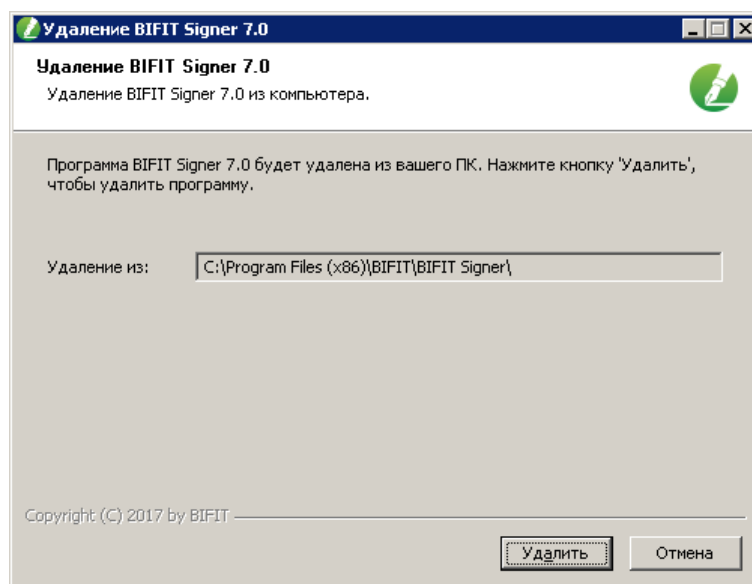 Удаление BIFIT Signer 7.0
Удаление BIFIT Signer 7.0
Удаление BIFIT Signer 7.0 из компьютера.
Программа BIFIT Signer 7.0 будет удалена из вашего ПК. Нажмите кнопку 'Удалить',
чтобы удалить программу.
Удаление из: C:\Program Files (x86)\BIFIT\BIFIT Signer\
Copyright (C) 2017 by BIFIT
Удалить Отмена